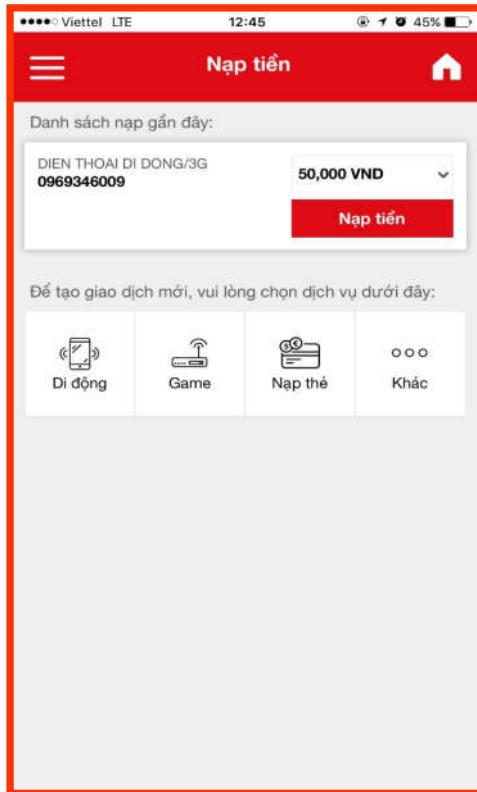 Viettel LTE 12:45 45%
Nạp tiền
Danh sách nạp gần đây:
DIEN THOAI DI DONG/3G
0969346009
50,000 VND
Nạp tiền
Để tạo giao dịch mới, vui lòng chọn dịch vụ dưới đây:
Di động Game Nạp thẻ Khác